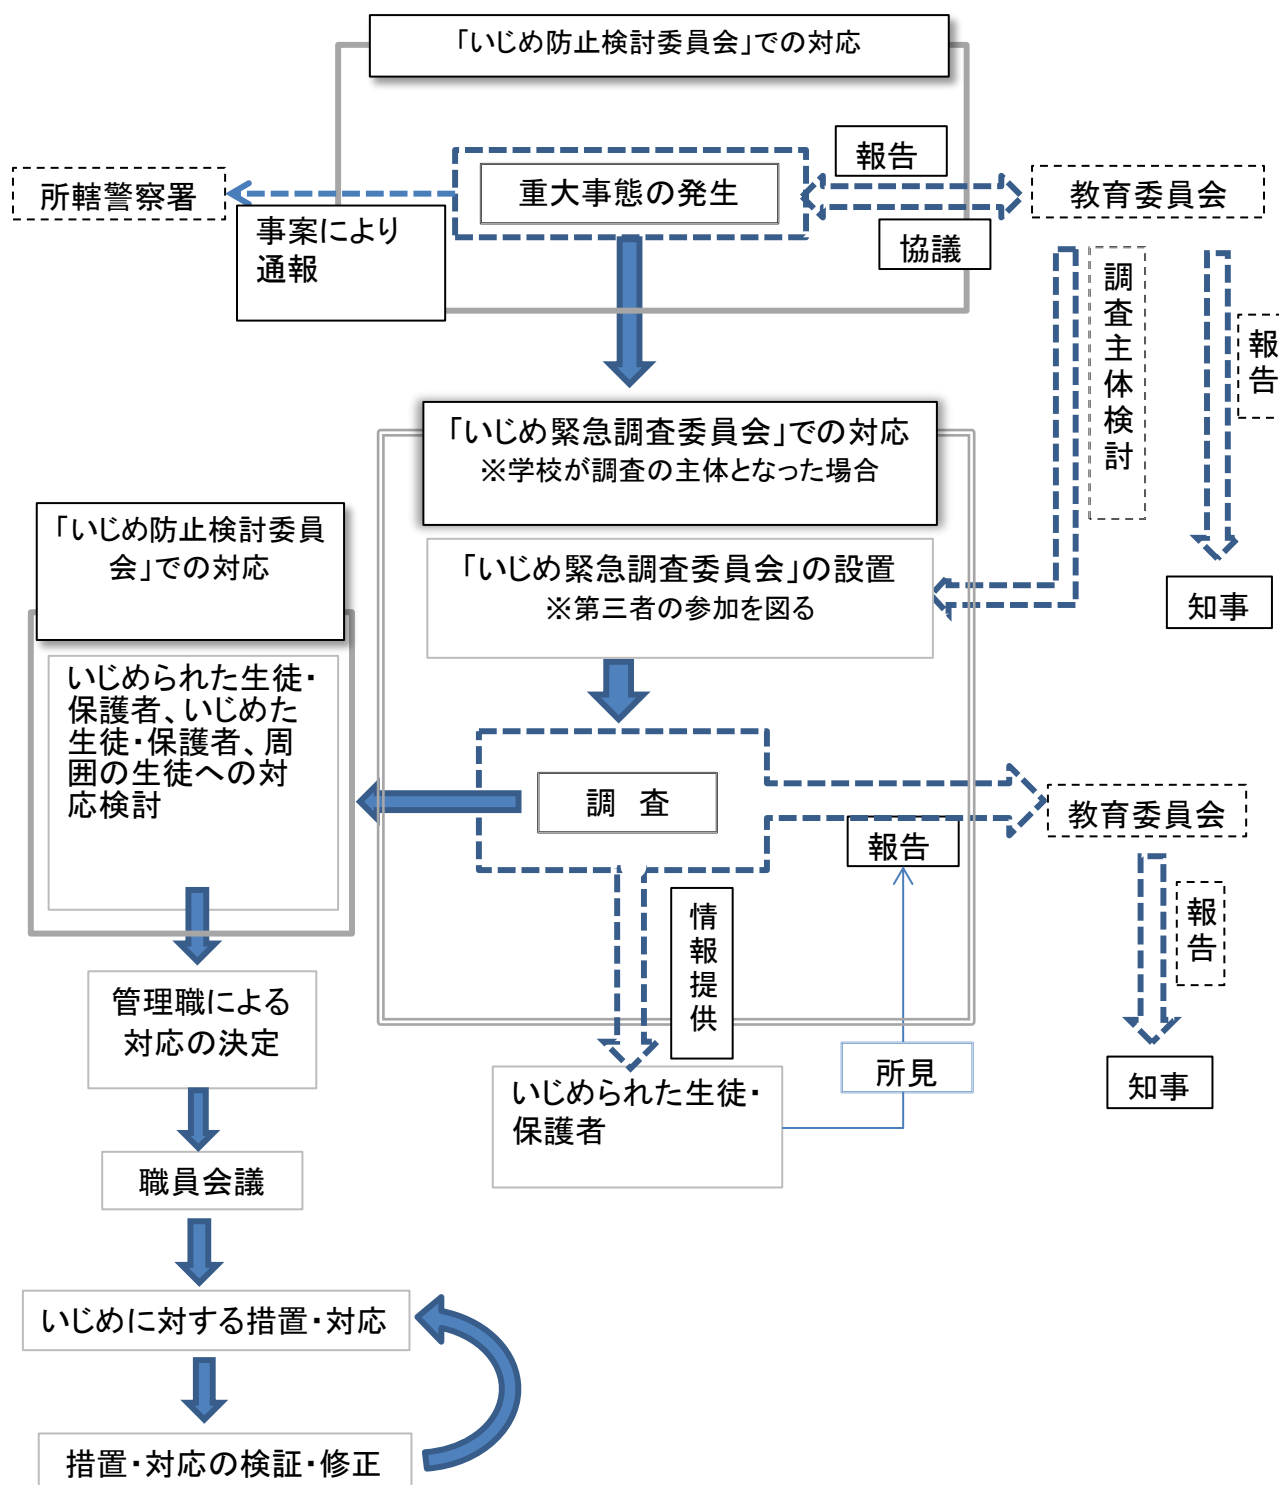 「いじめ防止検討委員会」での対応
報告
所轄警察署
重大事態の発生
教育委員会
事案により
通報
協議
調査主体検討
報告
「いじめ緊急調査委員会」での対応
※学校が調査の主体となった場合
「いじめ防止検討委員
会」での対応
「いじめ緊急調査委員会」の設置
※第三者の参加を図る
知事
いじめられた生徒・
保護者、いじめた
生徒・保護者、周
囲の生徒への対
応検討
調　査
教育委員会
報告
情報提供
報告
管理職による
対応の決定
所見
知事
いじめられた生徒・
保護者
職員会議
いじめに対する措置・対応
措置・対応の検証・修正